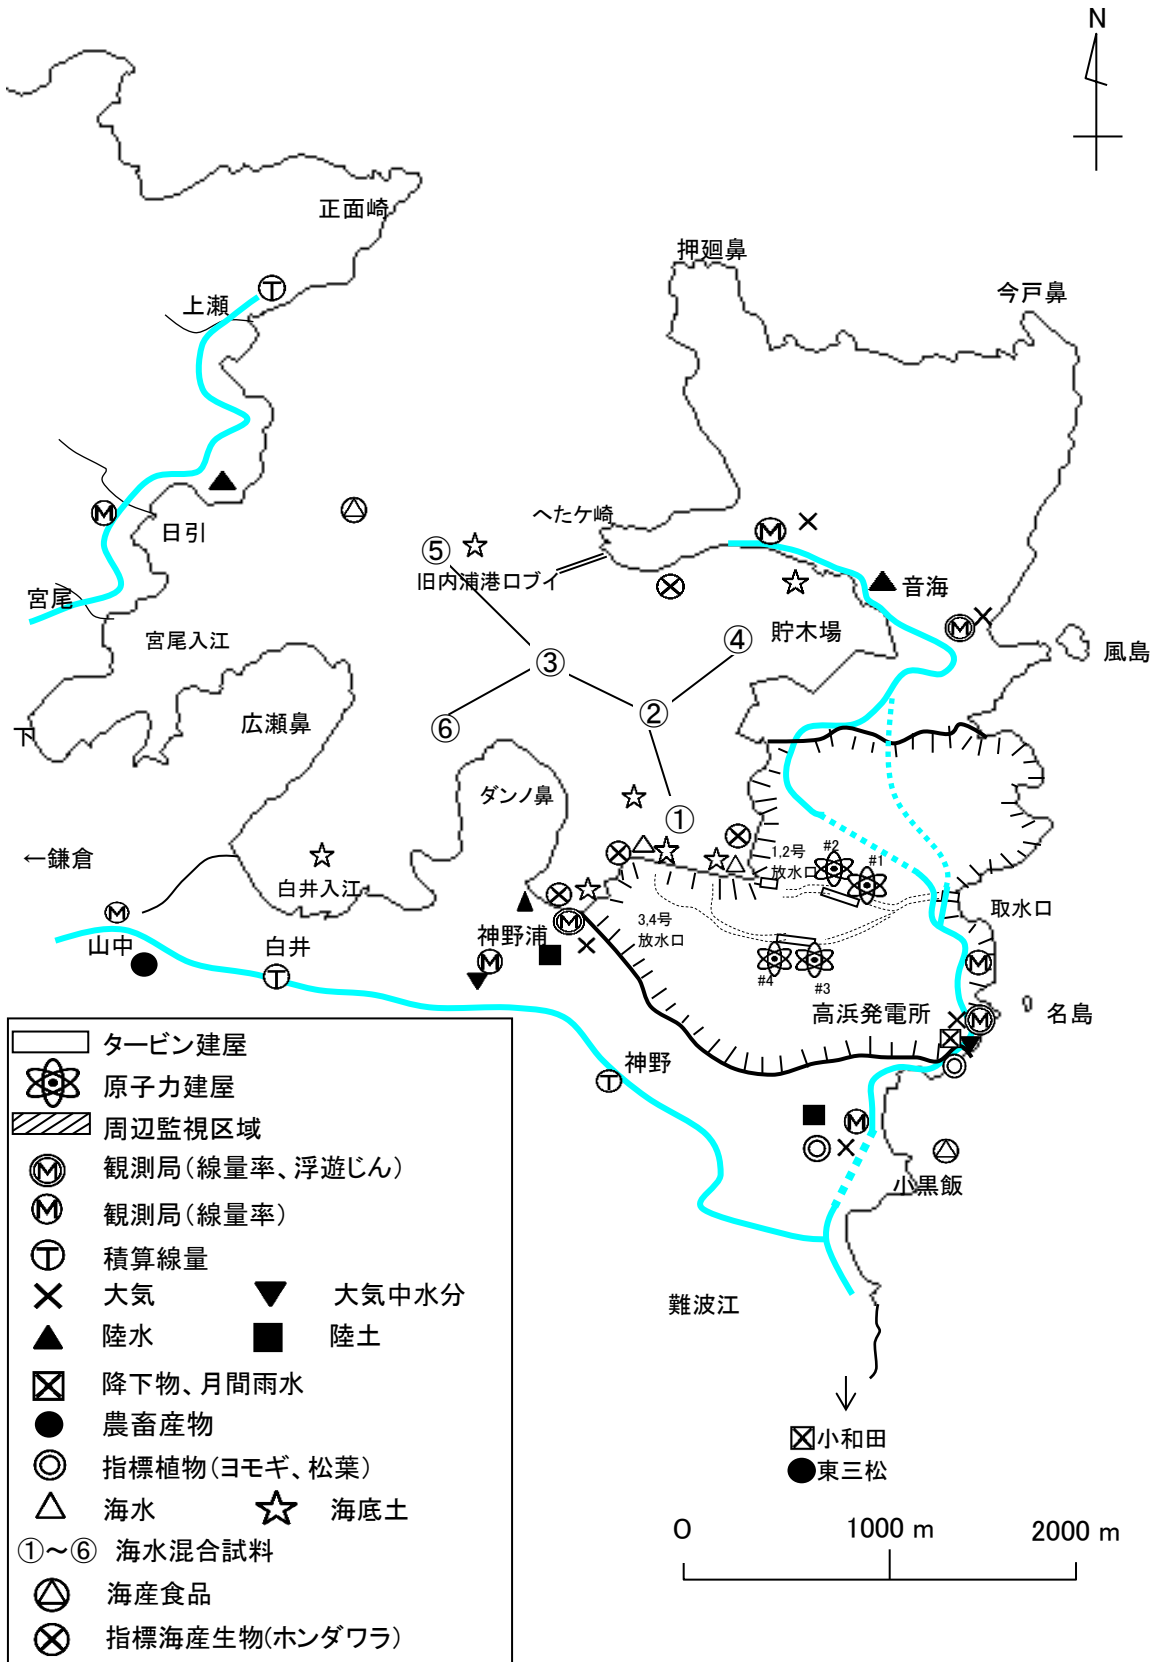 N
正面崎
押廻鼻
今戸鼻
上瀬
T
へたケ崎
M
日引
M
⑤
旧内浦港口ブイ
音海
宮尾
宮尾入江
④
貯木場
M
風島
③
広瀬鼻
②
⑥
下
ダンノ鼻
①
←鎌倉
白井入江
1,2号
放水口
#2
#1
取水口
M
山中
白井
T
神野浦
M
M
3,4号
放水口
#4
#3
M
高浜発電所
M
名島
神野
T
M
小黒飯
難波江
小和田
東三松
タービン建屋
原子力建屋
周辺監視区域
M 観測局(線量率、浮遊じん)
M 観測局(線量率)
T 積算線量
大気 大気中水分
陸水 陸土
降下物、月間雨水
農畜産物
指標植物(ヨモギ、松葉)
海水 海底土
①～⑥ 海水混合試料
海産食品
指標海産生物(ホンダワラ)
O 1000 m 2000 m